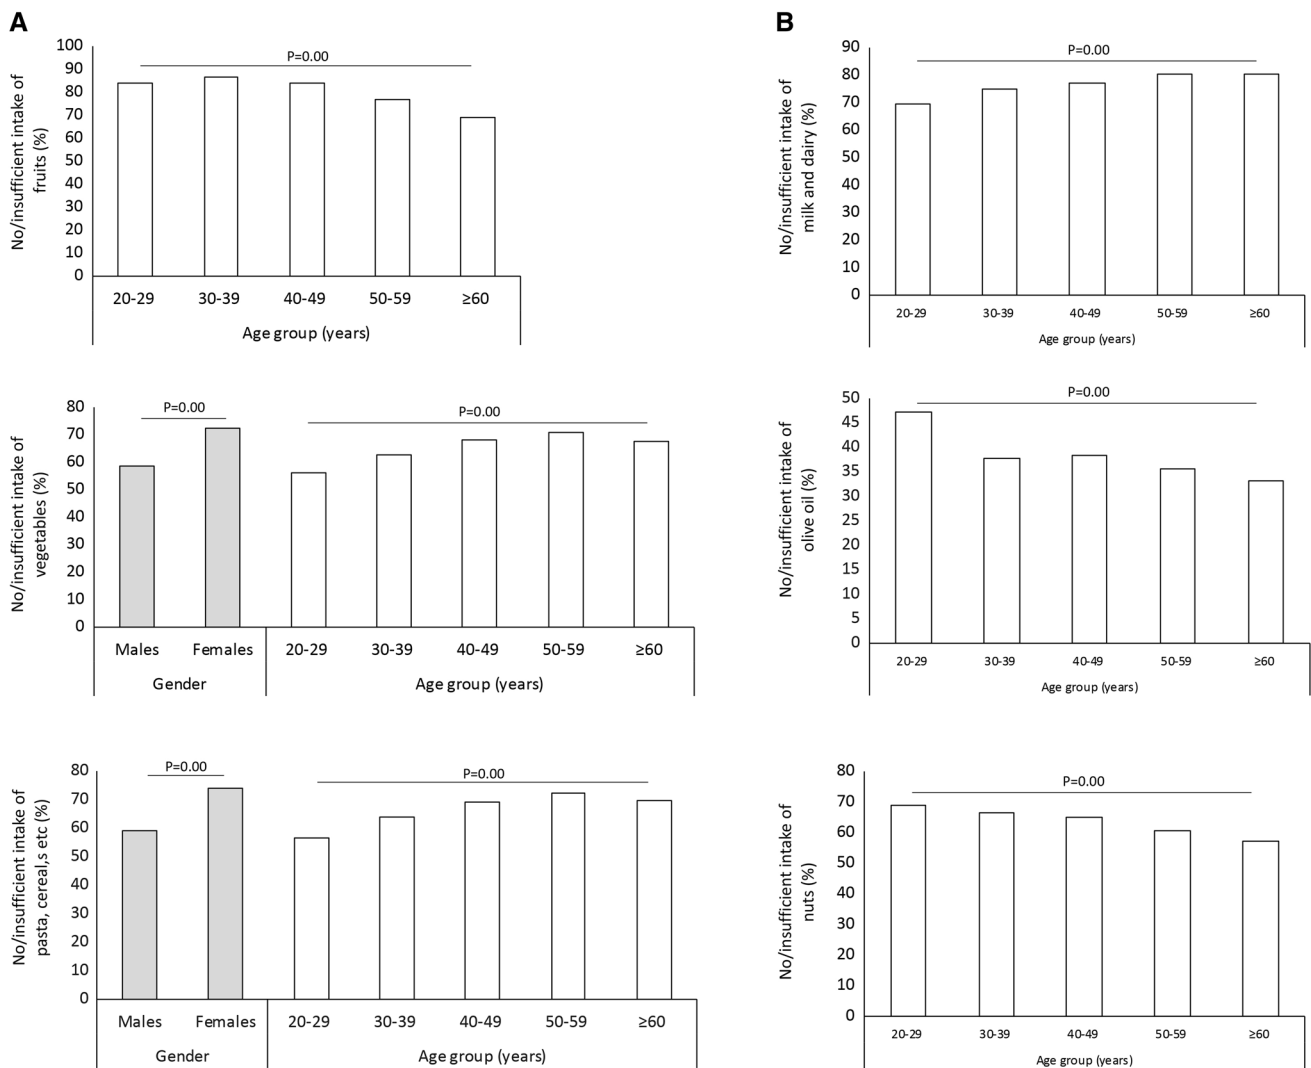 A
No/insufficient intake of
fruits (%)
100
90
80
70
60
50
40
30
20
10
0
P=0.00
20-29 30-39 40-49 50-59 ≥60
Age group (years)
No/insufficient intake of
vegetables (%)
80
70
60
50
40
30
20
10
0
P=0.00 P=0.00
Males Females 20-29 30-39 40-49 50-59 ≥60
Gender Age group (years)
No/insufficient intake of
pasta, cereal,s etc (%)
80
70
60
50
40
30
20
10
0
P=0.00 P=0.00
Males Females 20-29 30-39 40-49 50-59 ≥60
Gender Age group (years)
B
No/insufficient intake of
milk and dairy (%)
90
80
70
60
50
40
30
20
10
0
P=0.00
20-29 30-39 40-49 50-59 ≥60
Age group (years)
No/insufficient intake of
olive oil (%)
50
45
40
35
30
25
20
15
10
5
0
P=0.00
20-29 30-39 40-49 50-59 ≥60
Age group (years)
No/insufficient intake of
nuts (%)
80
70
60
50
40
30
20
10
0
P=0.00
20-29 30-39 40-49 50-59 ≥60
Age group (years)